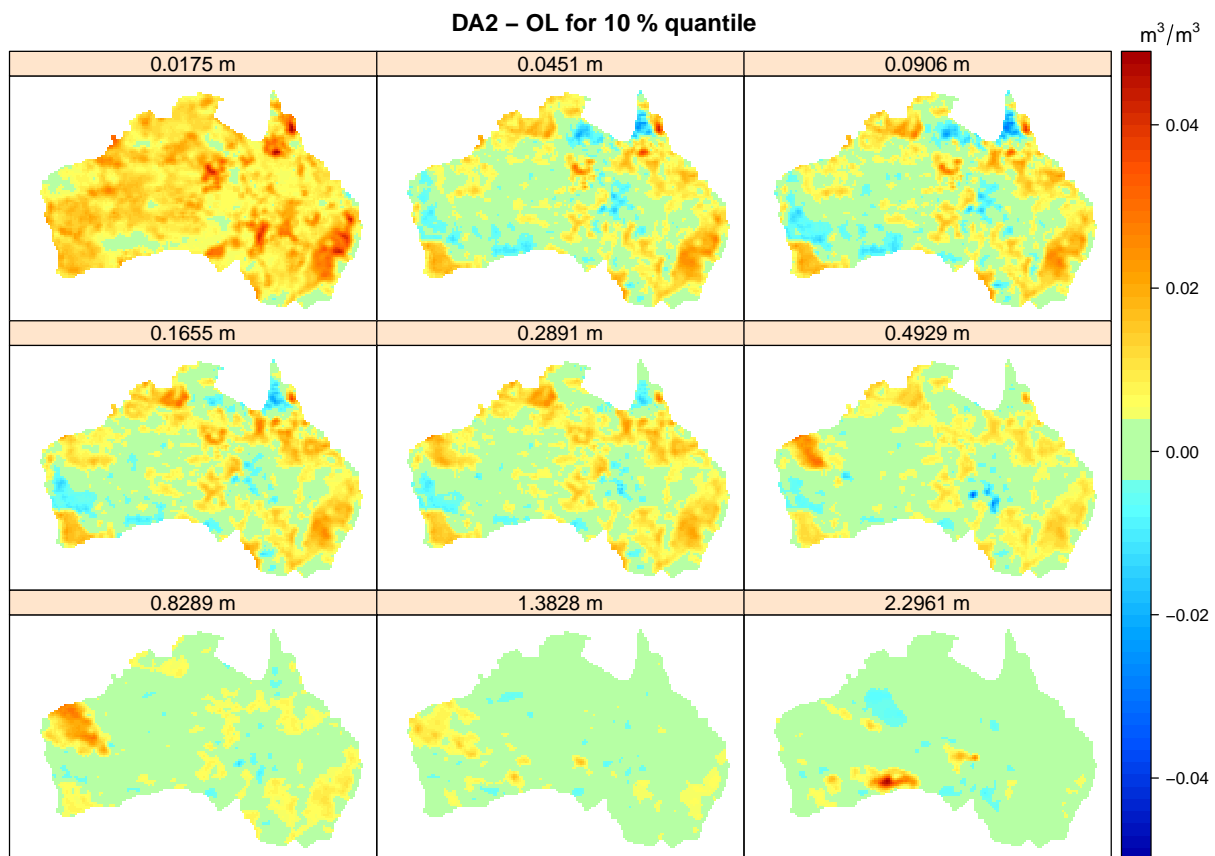 DA2 – OL for 10 % quantile
m³/m³
0.0175 m 0.0451 m 0.0906 m
0.04
0.02
0.1655 m 0.2891 m 0.4929 m
0.00
0.8289 m 1.3828 m 2.2961 m
−0.02
−0.04